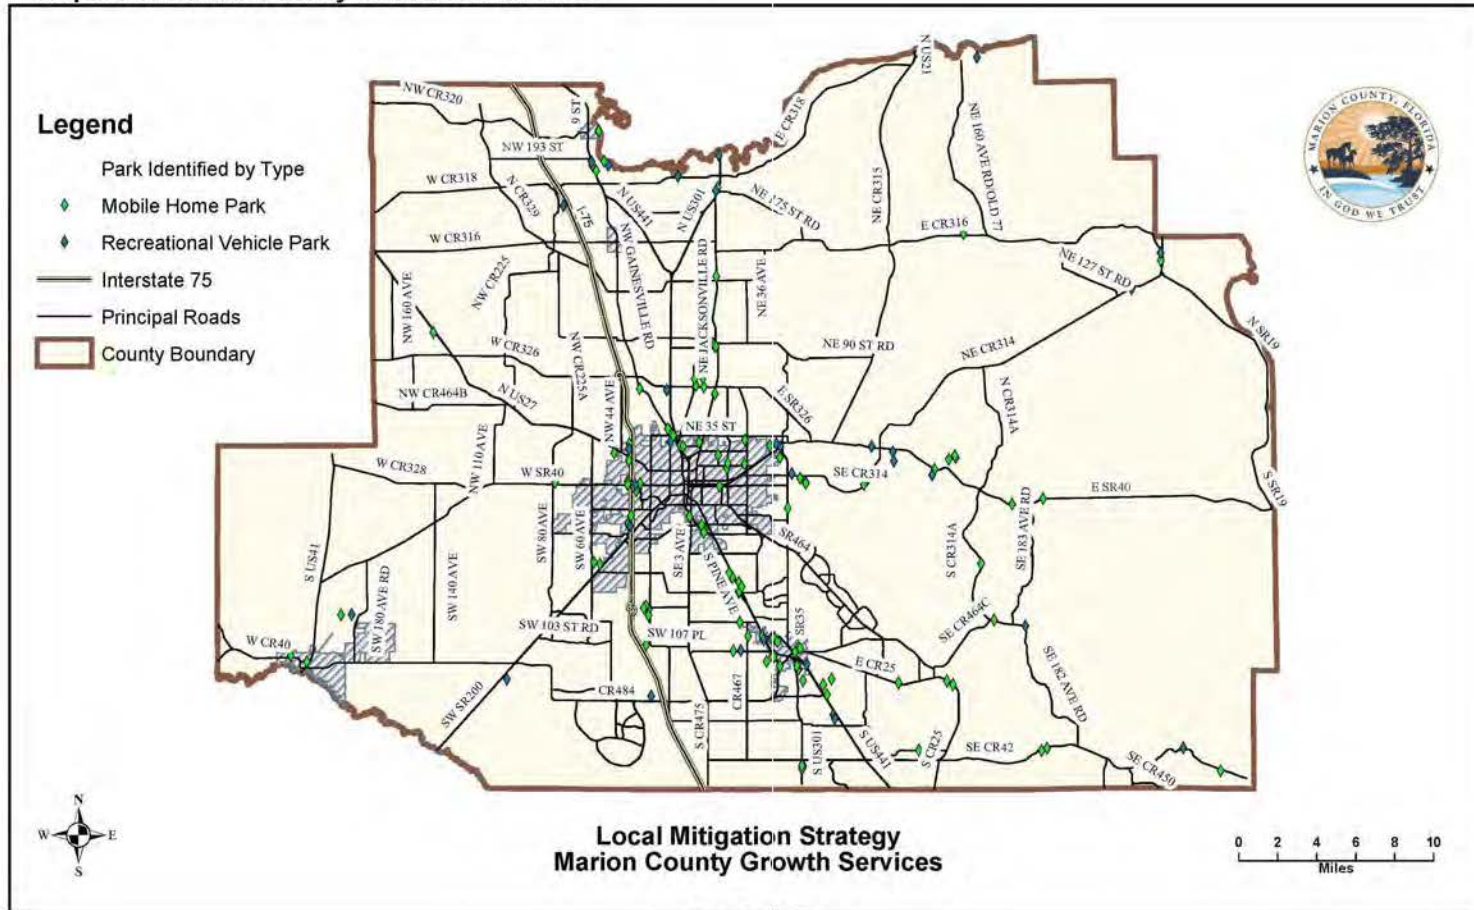 Legend
Park Identified by Type
Mobile Home Park
Recreational Vehicle Park
Interstate 75
Principal Roads
County Boundary
MARION COUNTY, FLORIDA
IN GOD WE TRUST
NW CR320
9 ST
NW 193 ST
E CR318
N US21
NE 160 AVE RD/OLD 77
NE CR315
W CR318
N CR329
I-75
N US441
N US301
NE 175 ST RD
E CR316
W CR316
NW GAINESVILLE RD
NE JACKSONVILLE RD
NE 36 AVE
NE 127 ST RD
NW 160 AVE
NW CR225
N SR19
W CR326
NW CR225A
NE 90 ST RD
NE CR314
NW CR464B
N US27
NW 44 AVE
E SR326
N CR314A
NE 35 ST
NW 110 AVE
W CR328
W SR40
SE CR314
E SR40
S SR19
S US41
SW 80 AVE
SW 60 AVE
SE 3 AVE
SR464
S CR314A
SE 183 AVE RD
SW 180 AVE RD
SW 140 AVE
S PINE AVE
SW 103 ST RD
SW 107 PL
SR35
SE CR464C
W CR40
E CR25
SE 182 AVE RD
SW SR200
CR484
CR467
S CR475
S US301
S US441
S CR25
SE CR42
SE CR450
N
W E
S
Local Mitigation Strategy
Marion County Growth Services
0 2 4 6 8 10
Miles